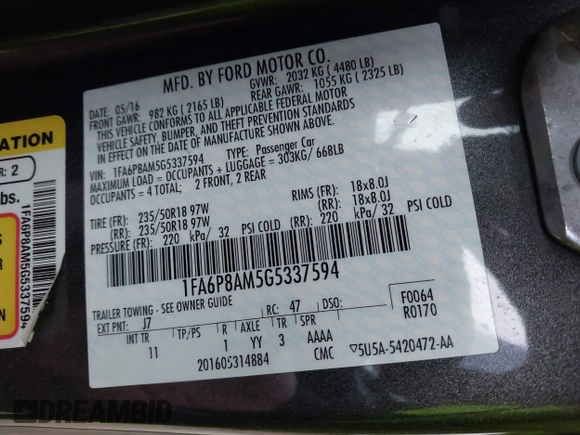 MFD. BY FORD MOTOR CO.
DATE: 05/16 GVWR: 2032 KG ( 4480 LB)
FRONT GAWR: 982 KG ( 2165 LB) REAR GAWR: 1055 KG ( 2325 LB)
THIS VEHICLE CONFORMS TO ALL APPLICABLE FEDERAL MOTOR
VEHICLE SAFETY, BUMPER, AND THEFT PREVENTION STANDARDS
IN EFFECT ON THE DATE OF MANUFACTURE SHOWN ABOVE.
VIN: 1FA6P8AM5G5337594 TYPE: Passenger Car
MAXIMUM LOAD = OCCUPANTS + LUGGAGE = 303KG/ 668LB
OCCUPANTS = 4 TOTAL; 2 FRONT, 2 REAR
TIRE (FR): 235/50R18 97W RIMS (FR): 18x8.0J
(RR): 235/50R18 97W (RR): 18x8.0J
PRESSURE (FR): 220 kPa/ 32 PSI COLD (RR): 220 kPa/ 32 PSI COLD
1FA6P8AM5G5337594
TRAILER TOWING - SEE OWNER GUIDE
EXT PNT: J7 RC: 47 DSO: F0064
R0170
INT TR TP/PS R AXLE TR SPR
11 1 YY 3 AAAA
201605314884 CMC ▽5U5A-5420472-AA
ATION
R: 2
bs.
1FA6P8AM5G5337594
DREAMBID